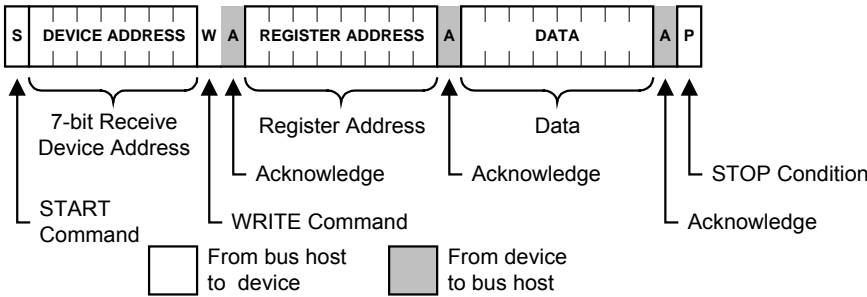 S DEVICE ADDRESS W A REGISTER ADDRESS A DATA A P
7-bit Receive
Device Address
Register Address
Data
Acknowledge
Acknowledge
STOP Condition
START
Command
WRITE Command
Acknowledge
From bus host
to device
From device
to bus host